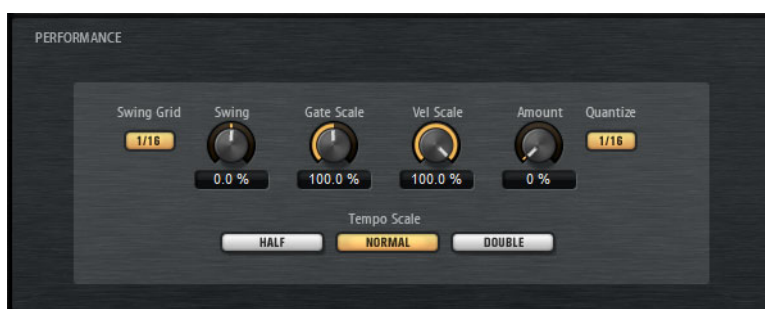 PERFORMANCE
Swing Grid Swing Gate Scale Vel Scale Amount Quantize
1/16 1/16
0.0 % 100.0 % 100.0 % 0 %
Tempo Scale
HALF NORMAL DOUBLE